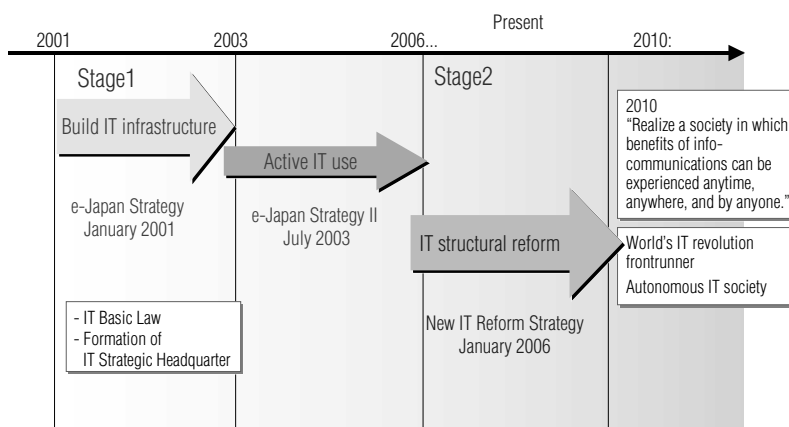 Present
2001
2003
2006...
2010:
Stage1
Stage2
Build IT infrastructure
Active IT use
IT structural reform
e-Japan Strategy
January 2001
e-Japan Strategy II
July 2003
New IT Reform Strategy
January 2006
- IT Basic Law
- Formation of
IT Strategic Headquarter
2010
“Realize a society in which
benefits of info-
communications can be
experienced anytime,
anywhere, and by anyone.”
World’s IT revolution
frontrunner
Autonomous IT society